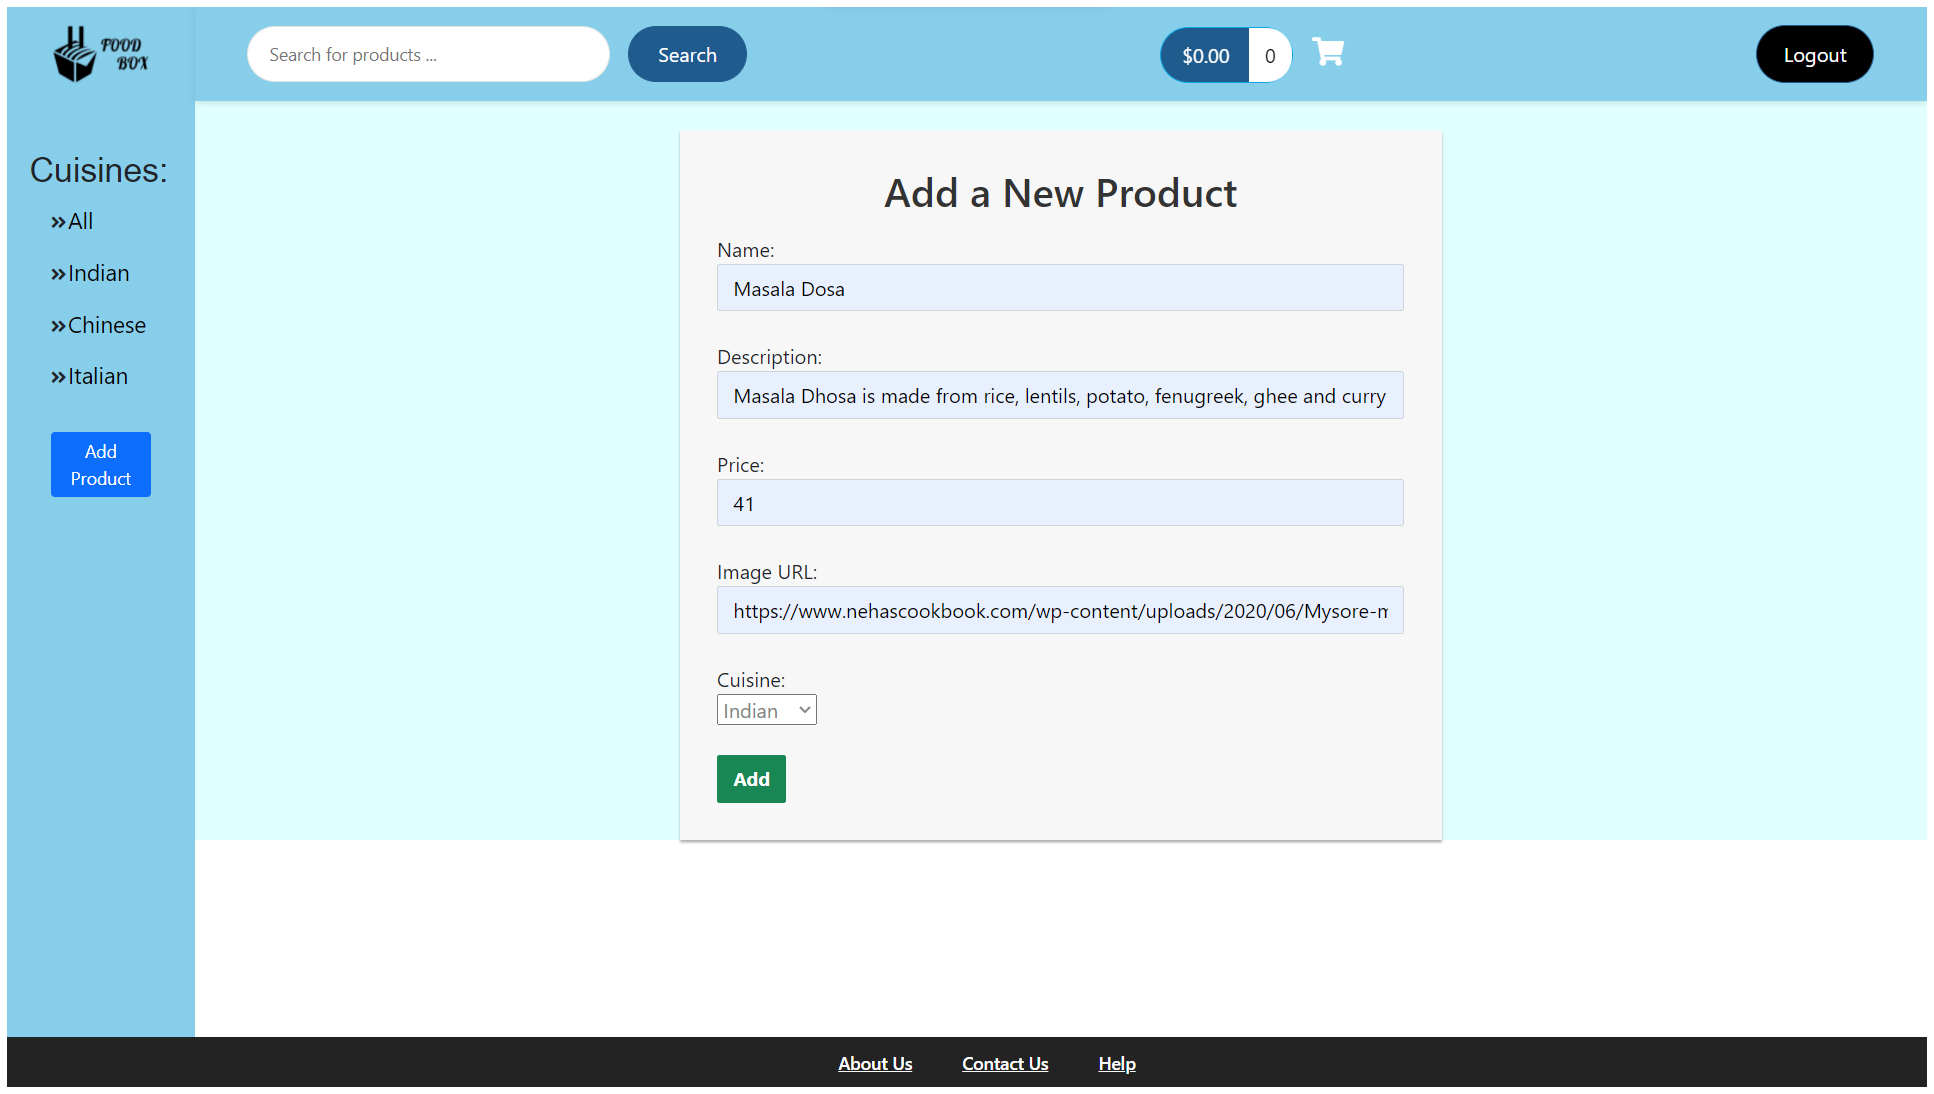 FOOD
BOX
Search for products ...
Search
$0.00
0
Logout
Cuisines:
All
Indian
Chinese
Italian
Add
Product
Add a New Product
Name:
Masala Dosa
Description:
Masala Dhosa is made from rice, lentils, potato, fenugreek, ghee and curry
Price:
41
Image URL:
https://www.nehascookbook.com/wp-content/uploads/2020/06/Mysore-m
Cuisine:
Indian
Add
About Us
Contact Us
Help